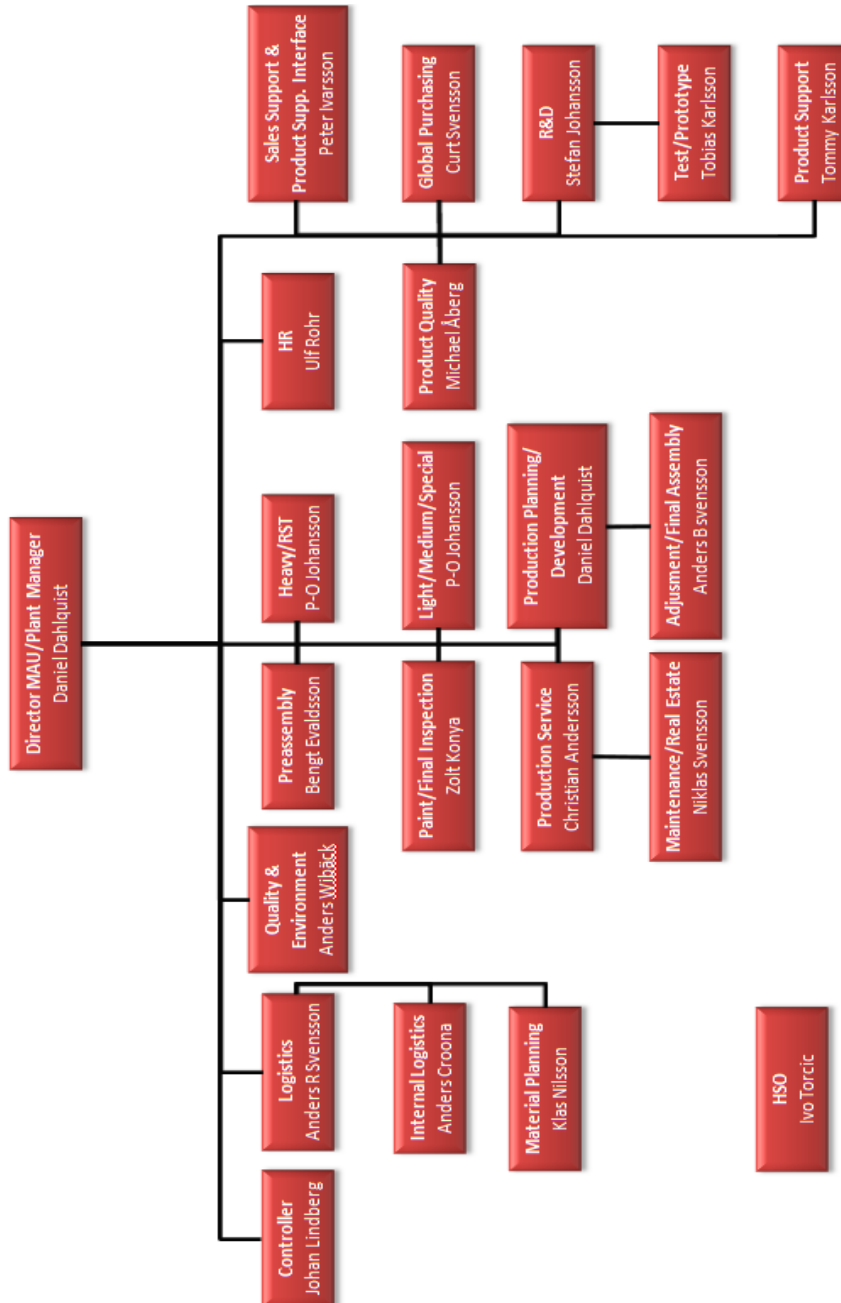 Director MAU/Plant Manager
Daniel Dahlquist
Controller
Johan Lindberg
Logistics
Anders R Svensson
Quality &
Environment
Anders Wibäck
Preassembly
Bengt Evaldsson
Heavy/RST
P-O Johansson
HR
Ulf Rohr
Sales Support &
Product Supp. Interface
Peter Ivarsson
Internal Logistics
Anders Croona
Paint/Final Inspection
Zolt Konya
Light/Medium/Special
P-O Johansson
Product Quality
Michael Åberg
Global Purchasing
Curt Svensson
Material Planning
Klas Nilsson
Production Service
Christian Andersson
Production Planning/
Development
Daniel Dahlquist
R&D
Stefan Johansson
Maintenance/Real Estate
Niklas Svensson
Adjusment/Final Assembly
Anders B svensson
Test/Prototype
Tobias Karlsson
HSO
Ivo Torcic
Product Support
Tommy Karlsson